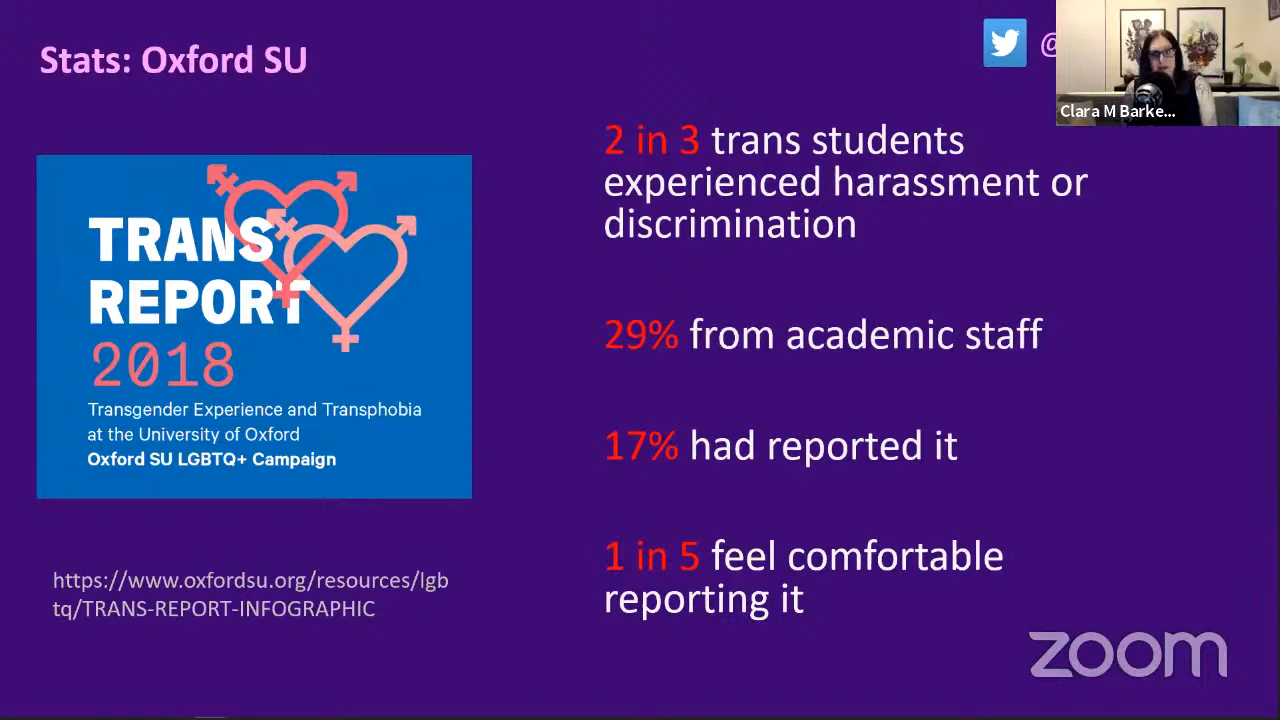 Stats: Oxford SU
@
Clara M Barke...
2 in 3 trans students
experienced harassment or
discrimination
TRANS
REPORT
2018
Transgender Experience and Transphobia
at the University of Oxford
Oxford SU LGBTQ+ Campaign
29% from academic staff
17% had reported it
1 in 5 feel comfortable
reporting it
https://www.oxfordsu.org/resources/lgb
tq/TRANS-REPORT-INFOGRAPHIC
zoom